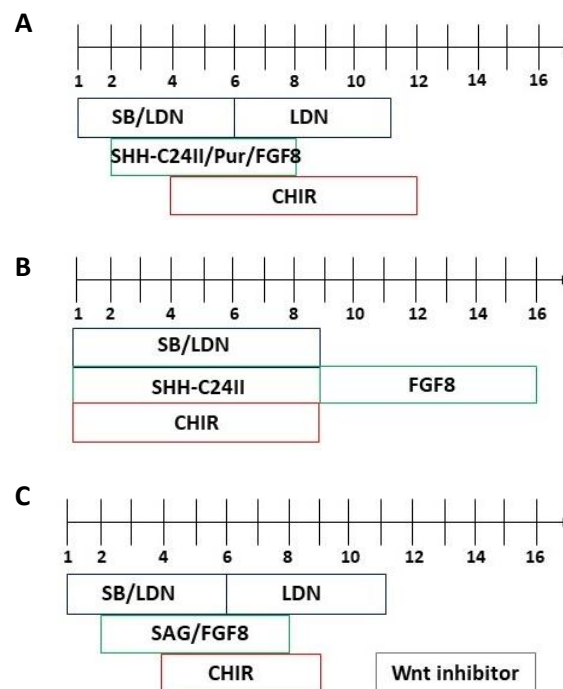 A
1 2 4 6 8 10 12 14 16
SB/LDN LDN
SHH-C24II/Pur/FGF8
CHIR
B
1 2 4 6 8 10 12 14 16
SB/LDN
SHH-C24II FGF8
CHIR
C
1 2 4 6 8 10 12 14 16
SB/LDN LDN
SAG/FGF8
CHIR Wnt inhibitor